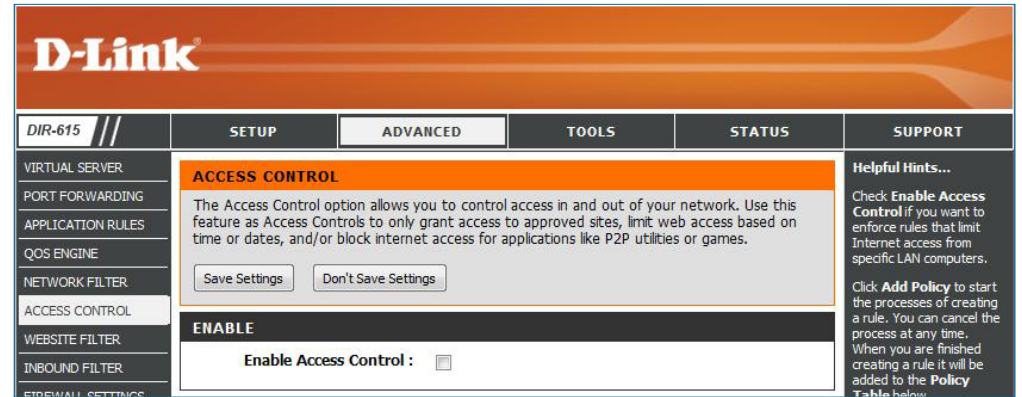 D-Link
DIR-615
SETUP
ADVANCED
TOOLS
STATUS
SUPPORT
VIRTUAL SERVER
PORT FORWARDING
APPLICATION RULES
QOS ENGINE
NETWORK FILTER
ACCESS CONTROL
WEBSITE FILTER
INBOUND FILTER
FIREWALL SETTINGS
ACCESS CONTROL
The Access Control option allows you to control access in and out of your network. Use this
feature as Access Controls to only grant access to approved sites, limit web access based on
time or dates, and/or block internet access for applications like P2P utilities or games.
Save Settings
Don't Save Settings
ENABLE
Enable Access Control :
Helpful Hints...
Check Enable Access
Control if you want to
enforce rules that limit
Internet access from
specific LAN computers.
Click Add Policy to start
the processes of creating
a rule. You can cancel the
process at any time.
When you are finished
creating a rule it will be
added to the Policy
Table below